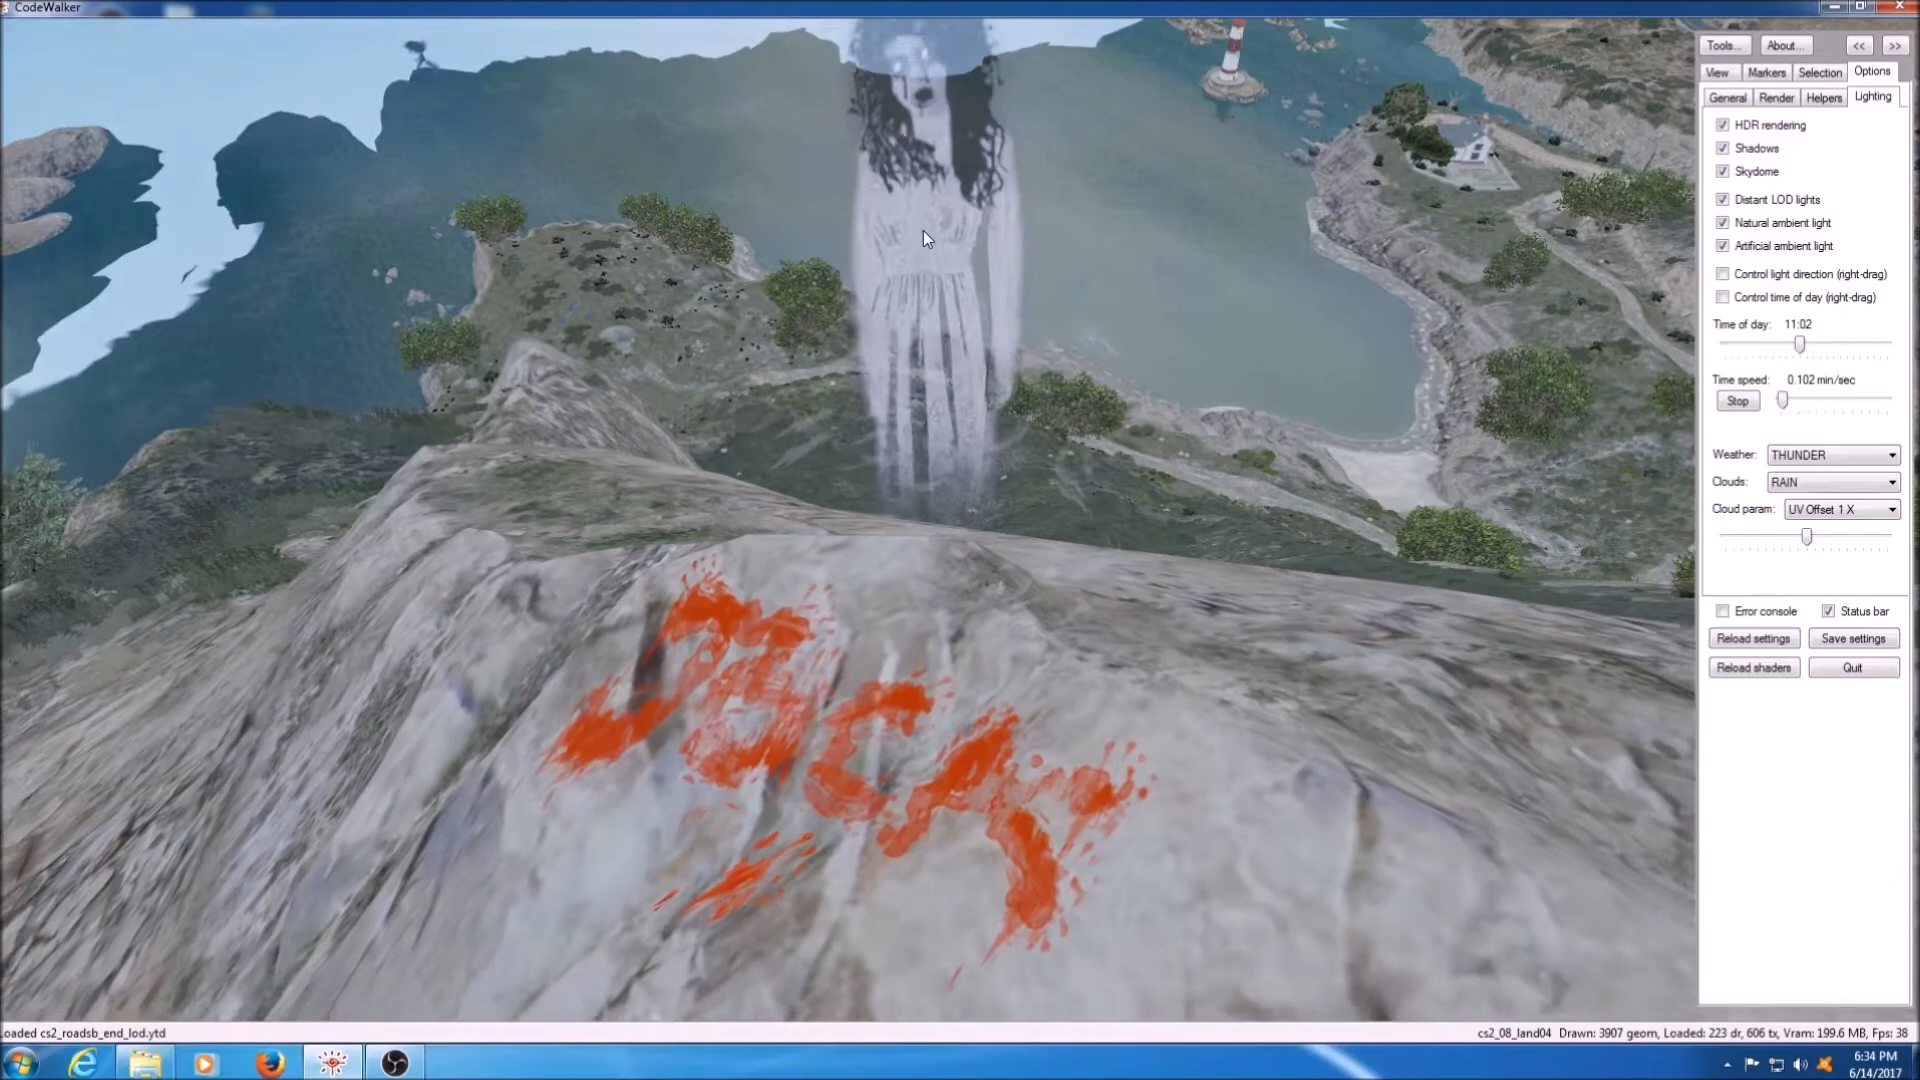 CodeWalker
Tools...
About...
<<
>>
View
Markers
Selection
Options
General
Render
Helpers
Lighting
HDR rendering
Shadows
Skydome
Distant LOD lights
Natural ambient light
Artificial ambient light
Control light direction (right-drag)
Control time of day (right-drag)
Time of day: 11:02
Time speed: 0.102 min/sec
Stop
Weather: THUNDER
Clouds: RAIN
Cloud param: UV Offset 1 X
Error console
Status bar
Reload settings
Save settings
Reload shaders
Quit
JOCK
Loaded cs2_roadsb_end_lod.ytd
cs2_08_land04 Drawn: 3907 geom, Loaded: 223 dr, 606 tx, Vram: 199.6 MB, Fps: 38
6:34 PM
6/14/2017